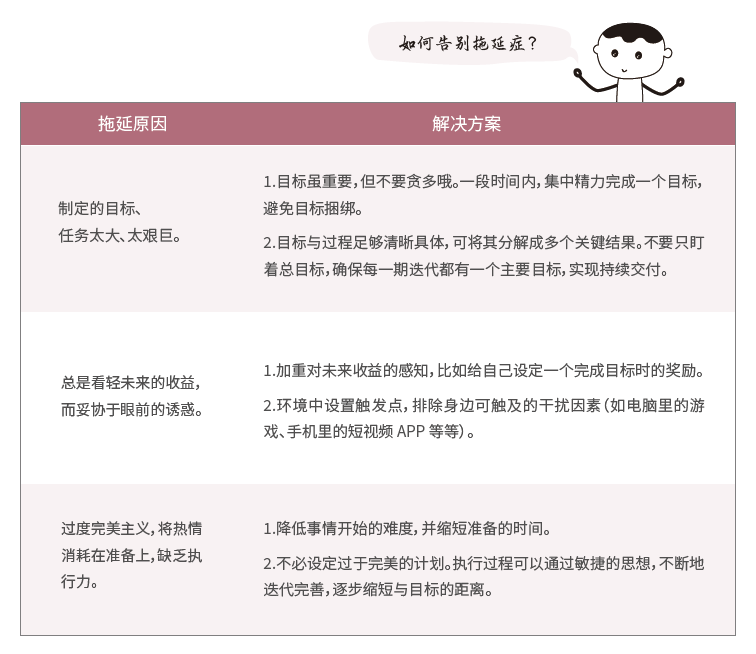 如何告别拖延症？
拖延原因
解决方案
制定的目标、
任务太大、太艰巨。
1.目标虽重要，但不要贪多哦。一段时间内，集中精力完成一个目标，
避免目标捆绑。
2.目标与过程足够清晰具体，可将其分解成多个关键结果。不要只盯
着总目标，确保每一期迭代都有一个主要目标，实现持续交付。
总是看轻未来的收益，
而妥协于眼前的诱惑。
1.加重对未来收益的感知，比如给自己设定一个完成目标时的奖励。
2.环境中设置触发点，排除身边可触及的干扰因素（如电脑里的游
戏、手机里的短视频 APP 等等）。
过度完美主义，将热情
消耗在准备上，缺乏执
行力。
1.降低事情开始的难度，并缩短准备的时间。
2.不必设定过于完美的计划。执行过程可以通过敏捷的思想，不断地
迭代完善，逐步缩短与目标的距离。